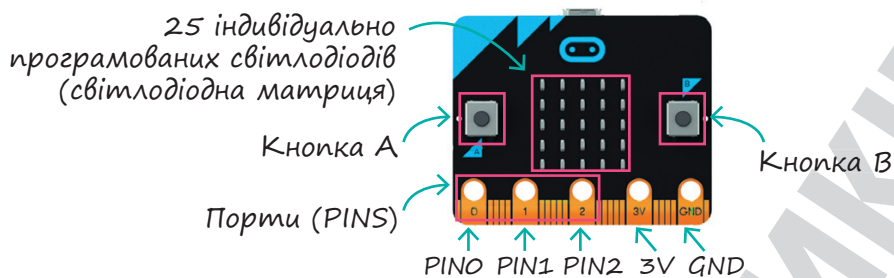 25 індивідуально
програмованих світлодіодів
(світлодіодна матриця)
Кнопка А
Кнопка В
Порти (PINS)
A
B
0 1 2 3V GND
PIN0 PIN1 PIN2 3V GND